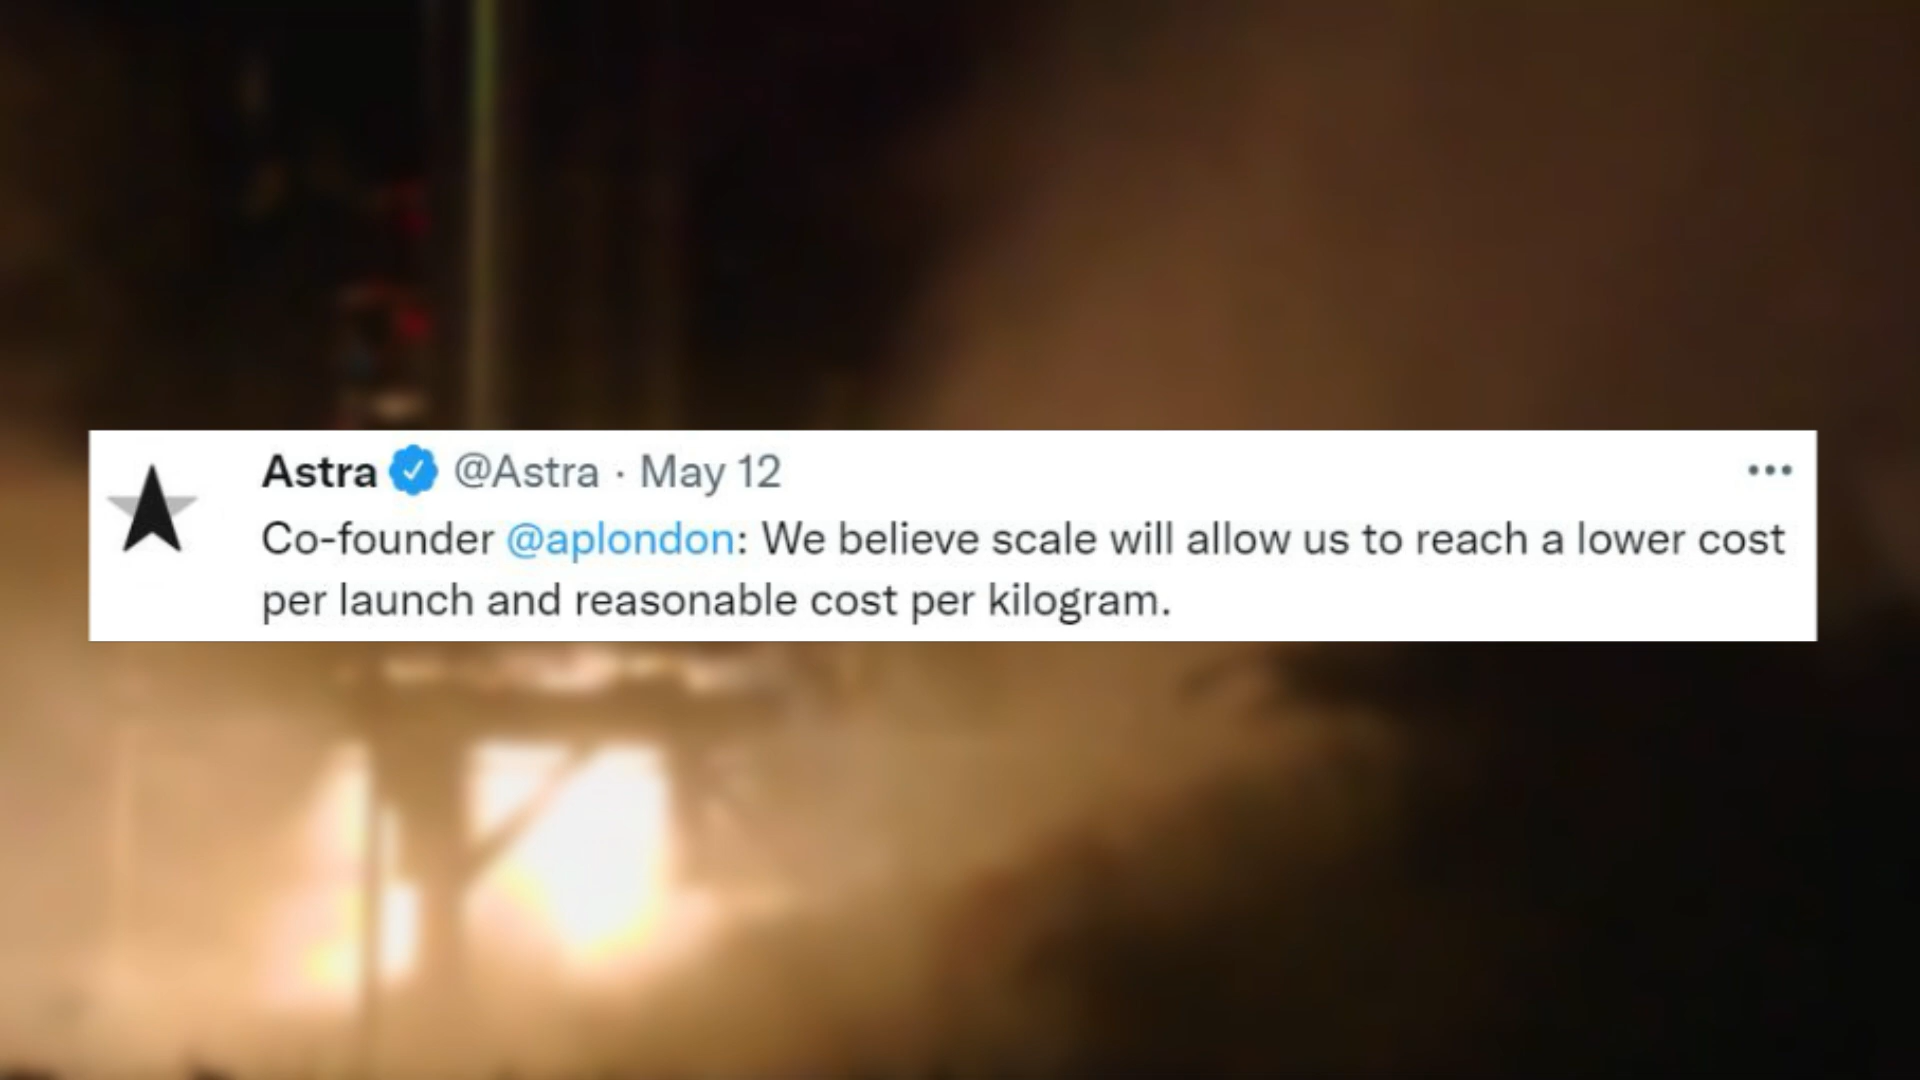 Astra @Astra · May 12
Co-founder @aplondon: We believe scale will allow us to reach a lower cost
per launch and reasonable cost per kilogram.